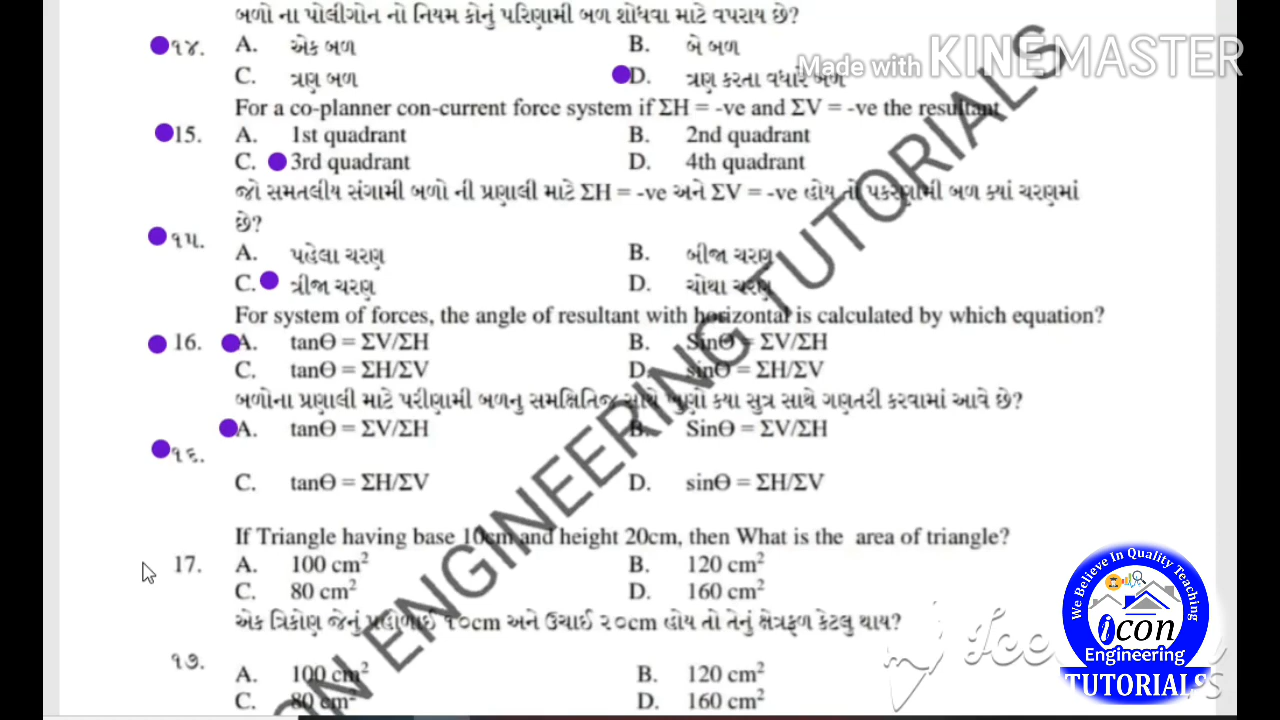 બળો ના પોલીગોન નો નિયમ કોનું પરિણામી બળ શોધવા માટે વપરાય છે?
૧૪. A. એક બળ B. બે બળ
Made with KINEMASTER
C. ત્રણ બળ D. ત્રણ કરતા વધારે બળ
For a co-planner con-current force system if ΣH = -ve and ΣV = -ve the resultant
15. A. 1st quadrant B. 2nd quadrant
C. 3rd quadrant D. 4th quadrant
જો સમતલીય સંગામી બળો ની પ્રણાલી માટે ΣH = -ve અને ΣV = -ve હોય તો પકરણામી બળ ક્યાં ચરણમાં
છે?
૧૫.
A. પહેલા ચરણ B. બીજા ચરણ
C. ત્રીજા ચરણ D. ચોથા ચરણ
For system of forces, the angle of resultant with horizontal is calculated by which equation?
16. A. tanΘ = ΣV/ΣH B. SinΘ = ΣV/ΣH
C. tanΘ = ΣH/ΣV D. sinΘ = ΣH/ΣV
બળોના પ્રણાલી માટે પરીણામી બળનુ સમક્ષિતિજ સાથે ખૂણો કયા સુત્ર સાથે ગણતરી કરવામાં આવે છે?
A. tanΘ = ΣV/ΣH B. SinΘ = ΣV/ΣH
૧૬.
C. tanΘ = ΣH/ΣV D. sinΘ = ΣH/ΣV
If Triangle having base 10cm and height 20cm, then What is the area of triangle?
17. A. 100 cm² B. 120 cm²
C. 80 cm² D. 160 cm²
એક ત્રિકોણ જેનું પહોળાઈ ૧૦cm અને ઉચાઈ ૨૦cm હોય તો તેનું ક્ષેત્રફળ કેટલુ થાય?
૧૭.
A. 100 cm² B. 120 cm²
C. 80 cm² D. 160 cm²
ON ENGINEERING TUTORIALS
We Believe In Quality Teaching
icon
Engineering
TUTORIALS